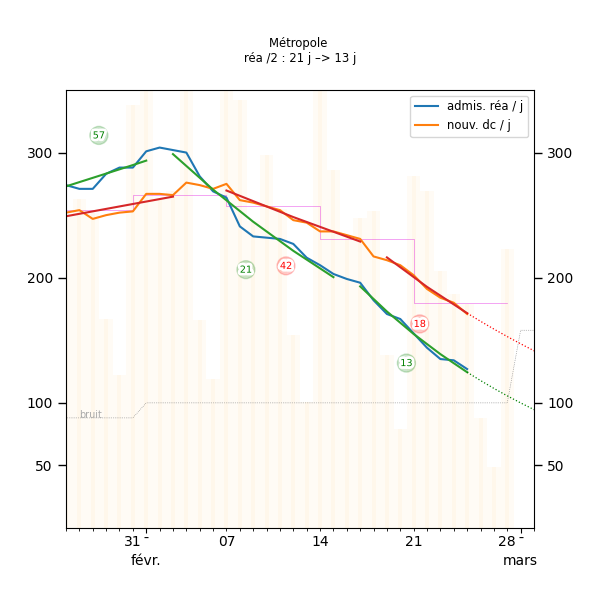 Métropole
réa /2 : 21 j –> 13 j
admis. réa / j
nouv. dc / j
57
300
300
21
42
200
200
18
13
100
100
bruit
50
50
31 -
07
14
21
28 -
févr.
mars